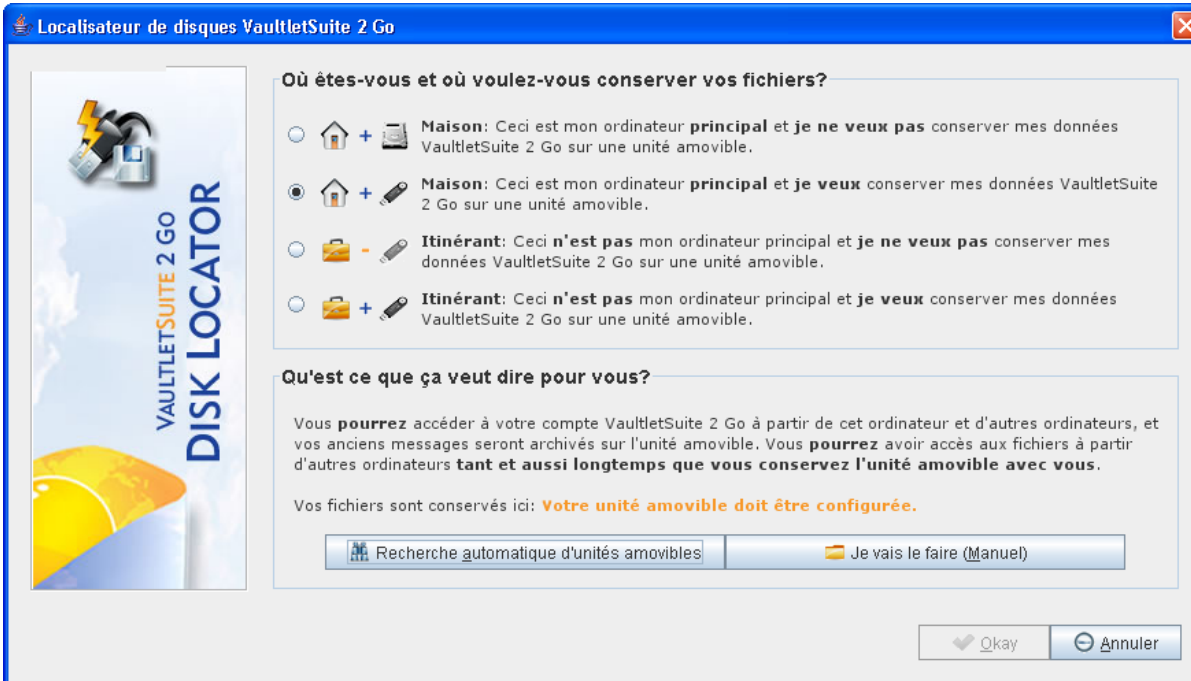 Localisateur de disques VaultletSuite 2 Go
VAULTLETSUITE 2 GO
DISK LOCATOR
Où êtes-vous et où voulez-vous conserver vos fichiers?
Maison: Ceci est mon ordinateur principal et je ne veux pas conserver mes données
VaultletSuite 2 Go sur une unité amovible.
Maison: Ceci est mon ordinateur principal et je veux conserver mes données VaultletSuite
2 Go sur une unité amovible.
Itinérant: Ceci n'est pas mon ordinateur principal et je ne veux pas conserver mes
données VaultletSuite 2 Go sur une unité amovible.
Itinérant: Ceci n'est pas mon ordinateur principal et je veux conserver mes données
VaultletSuite 2 Go sur une unité amovible.
Qu'est ce que ça veut dire pour vous?
Vous pourrez accéder à votre compte VaultletSuite 2 Go à partir de cet ordinateur et d'autres ordinateurs, et
vos anciens messages seront archivés sur l'unité amovible. Vous pourrez avoir accès aux fichiers à partir
d'autres ordinateurs tant et aussi longtemps que vous conservez l'unité amovible avec vous.
Vos fichiers sont conservés ici: Votre unité amovible doit être configurée.
Recherche automatique d'unités amovibles
Je vais le faire (Manuel)
Okay
Annuler